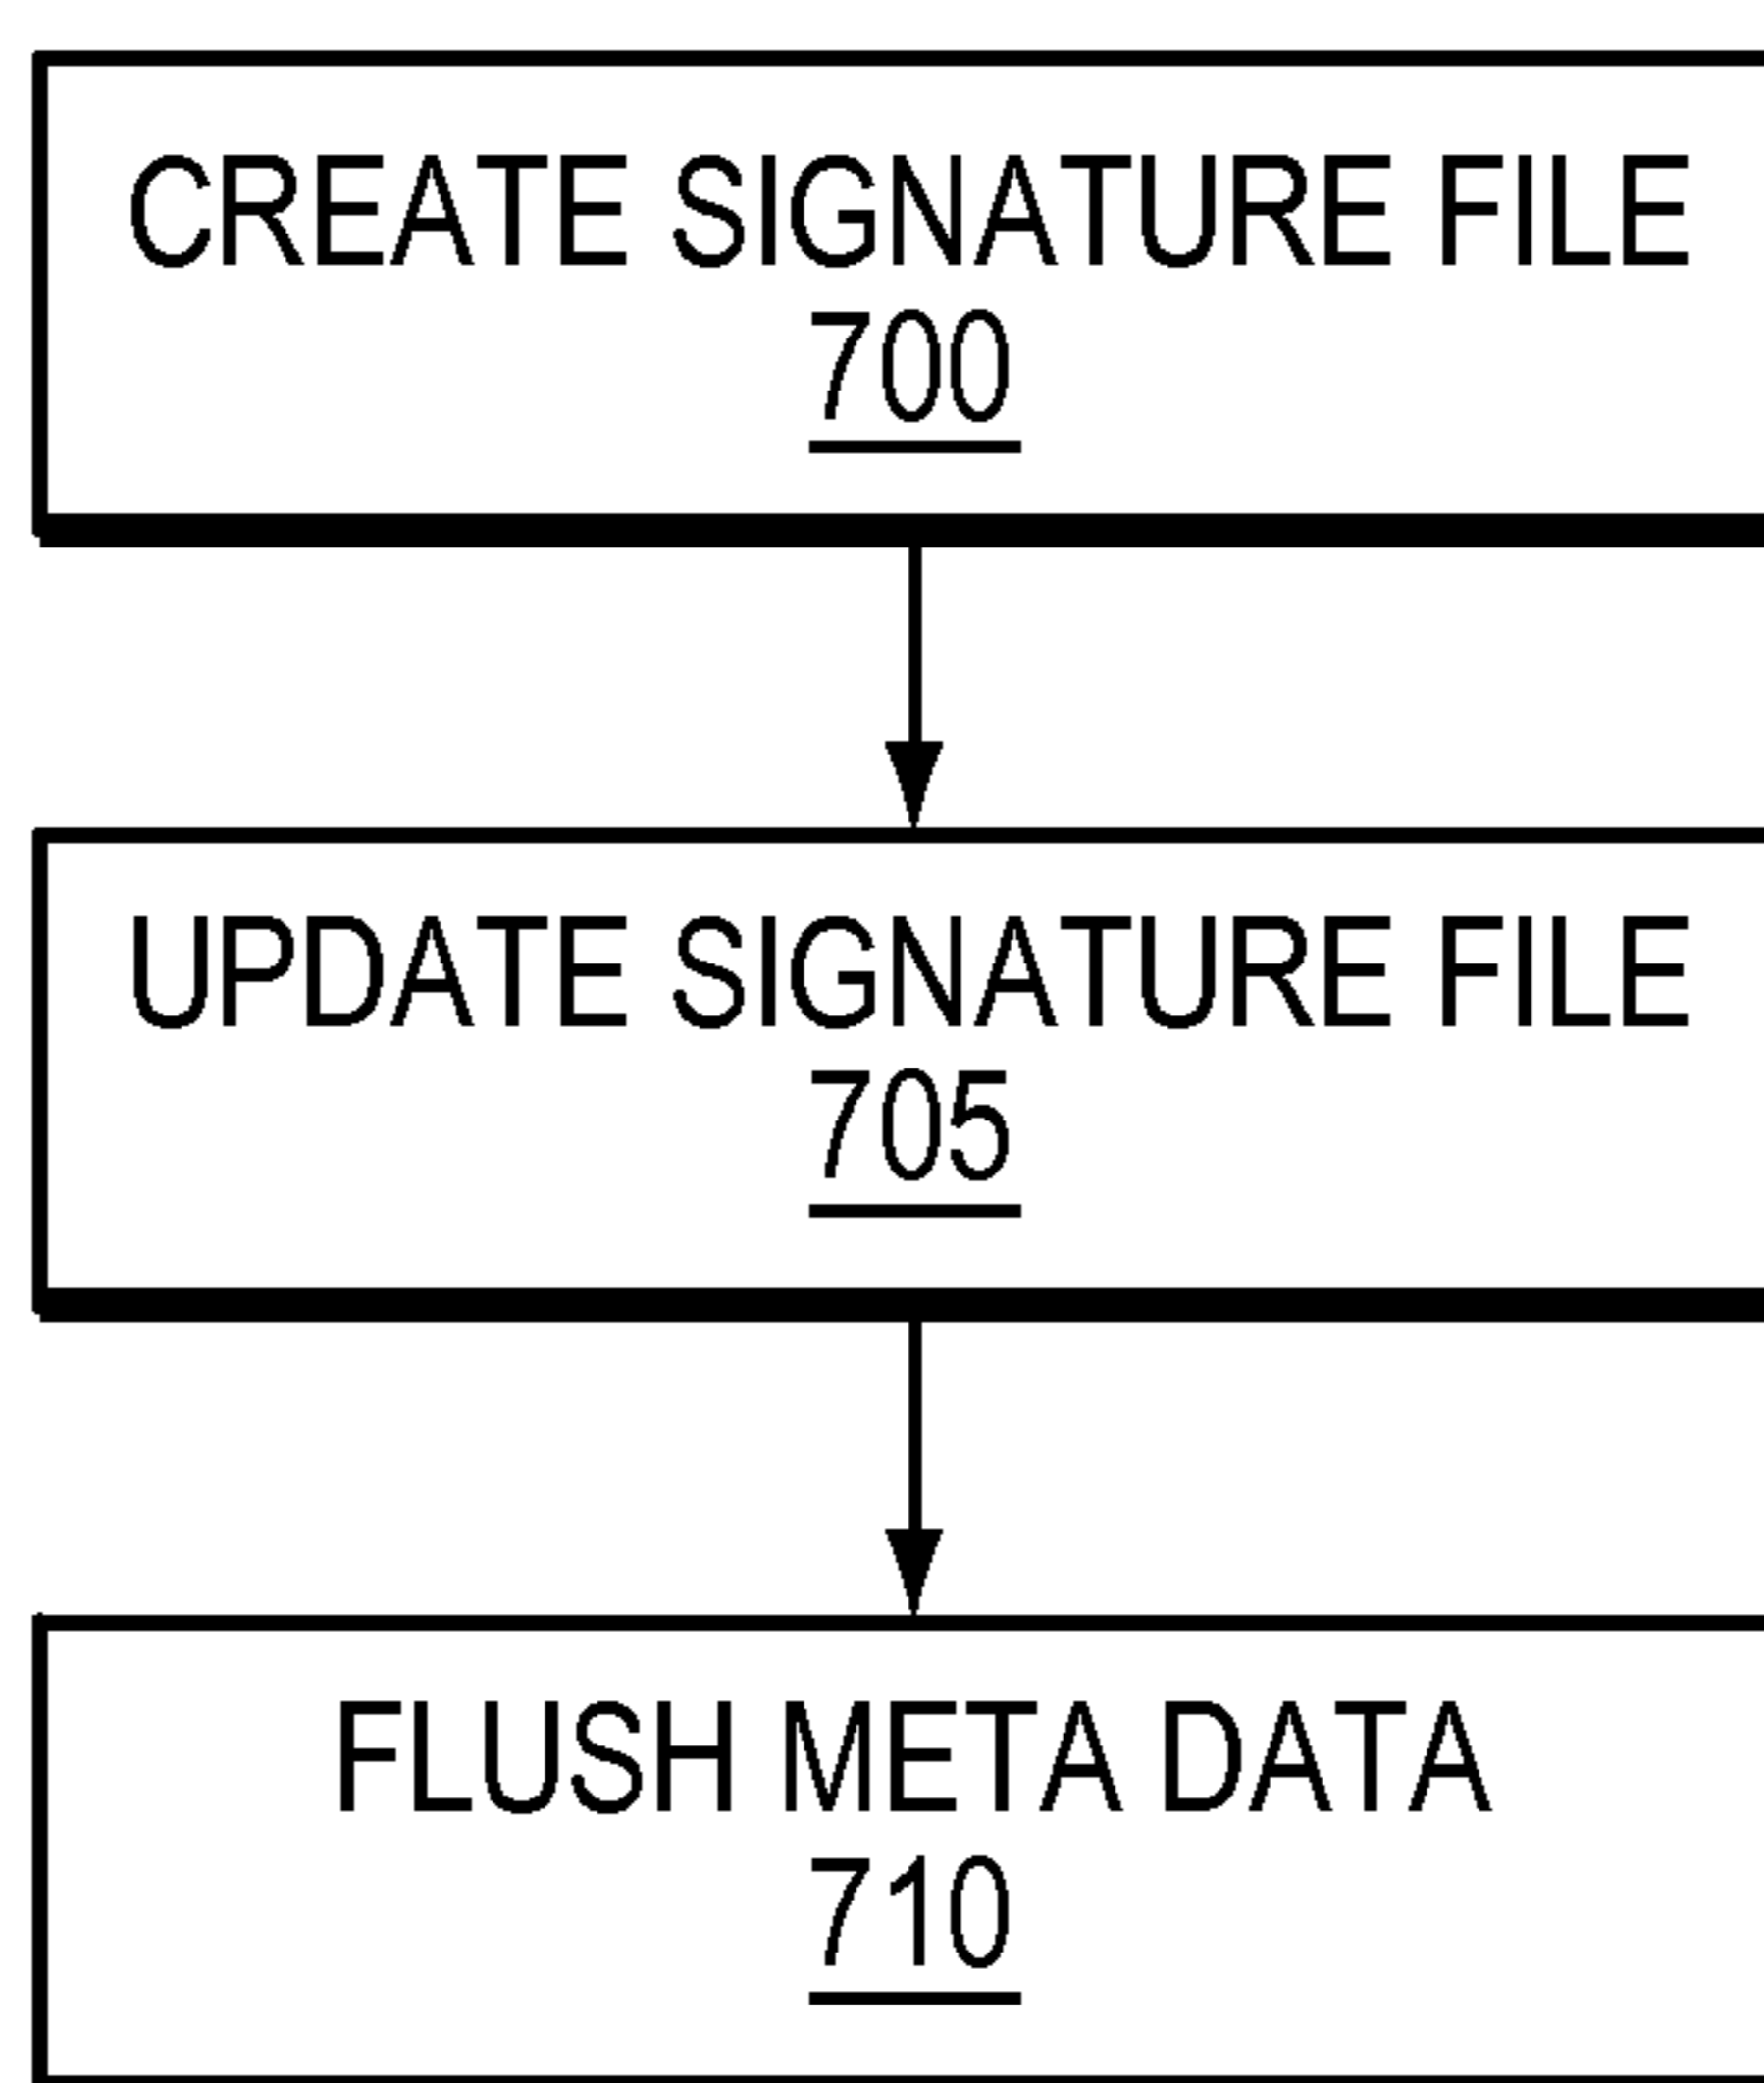 CREATE SIGNATURE FILE
700
UPDATE SIGNATURE FILE
705
FLUSH META DATA
710